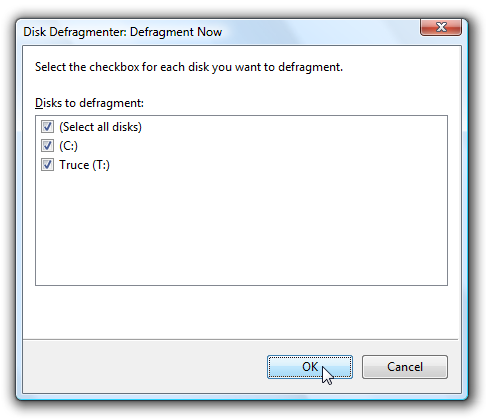 Disk Defragmenter: Defragment Now
Select the checkbox for each disk you want to defragment.
Disks to defragment:
(Select all disks)
(C:)
Truce (T:)
OK
Cancel